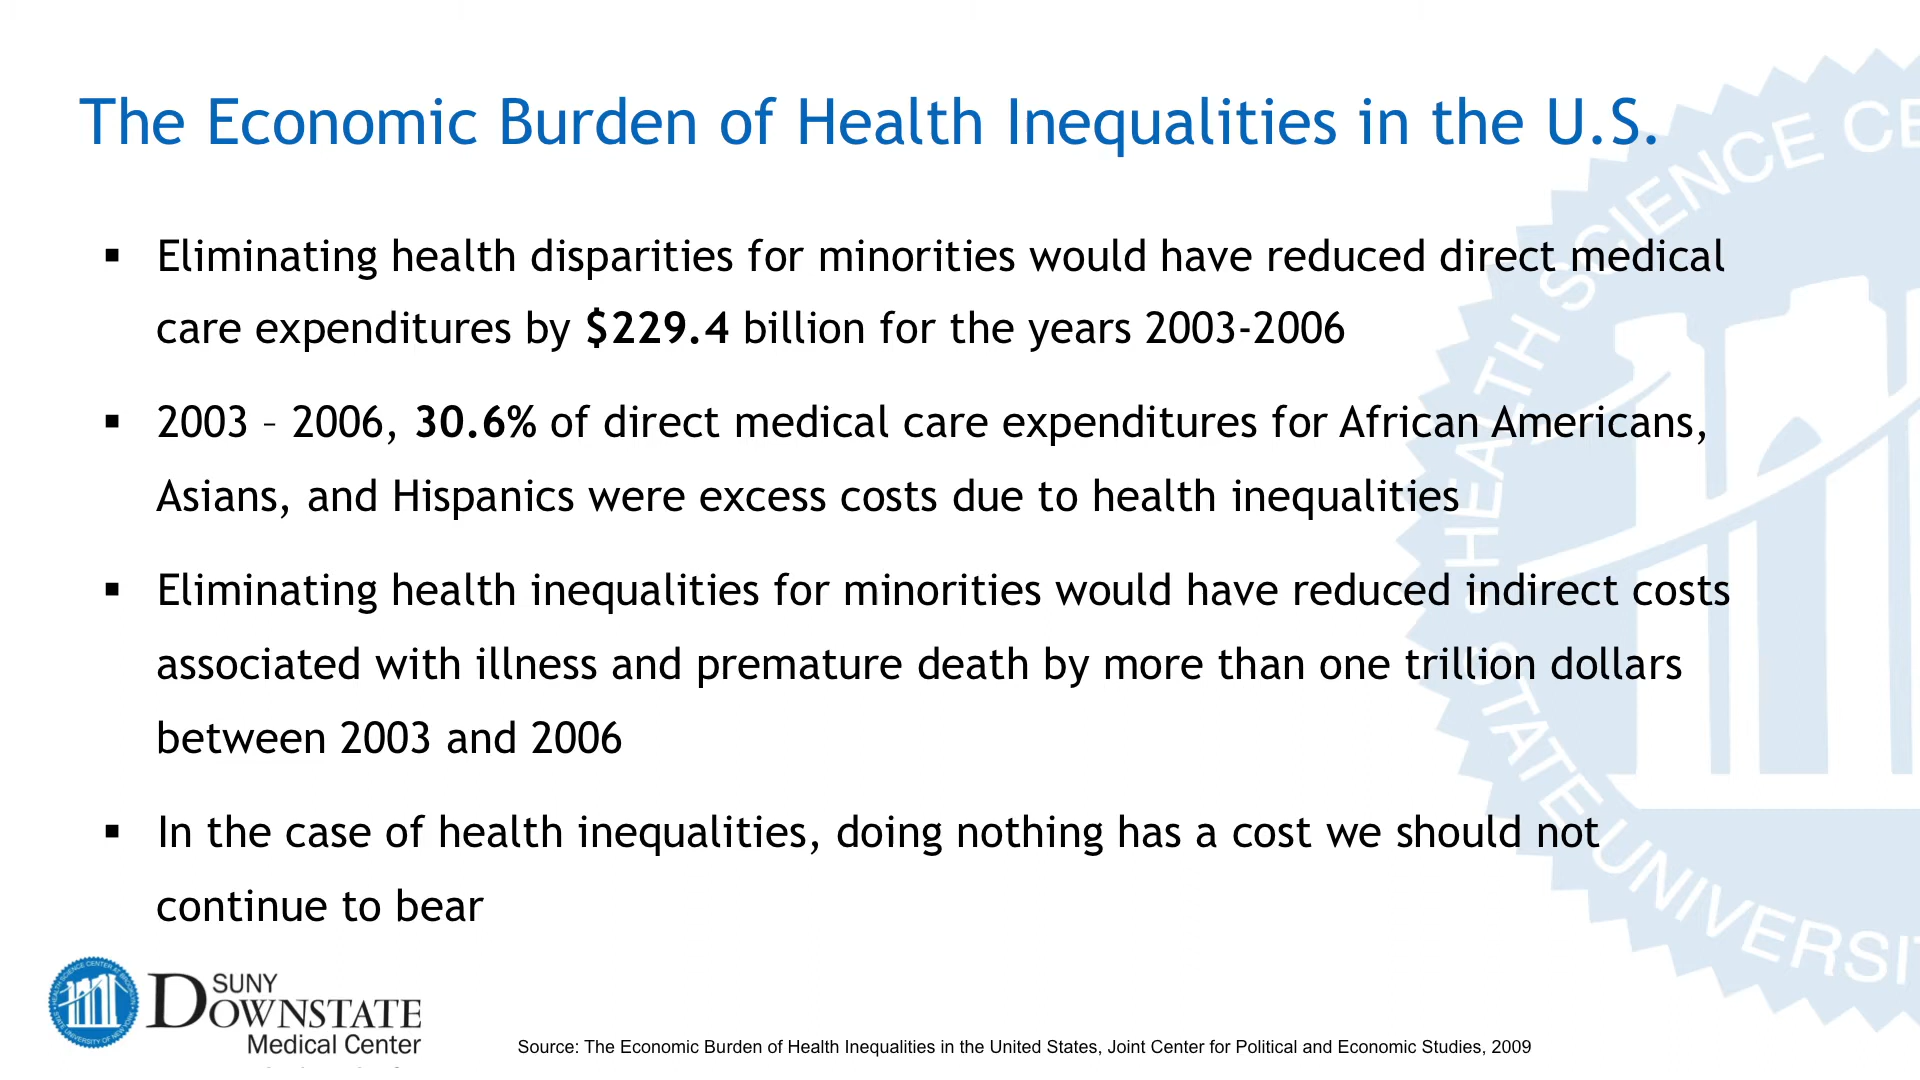 The Economic Burden of Health Inequalities in the U.S.
▪ Eliminating health disparities for minorities would have reduced direct medical
care expenditures by $229.4 billion for the years 2003-2006
▪ 2003 – 2006, 30.6% of direct medical care expenditures for African Americans,
Asians, and Hispanics were excess costs due to health inequalities
▪ Eliminating health inequalities for minorities would have reduced indirect costs
associated with illness and premature death by more than one trillion dollars
between 2003 and 2006
▪ In the case of health inequalities, doing nothing has a cost we should not
continue to bear
SUNY
DOWNSTATE
Medical Center
Source: The Economic Burden of Health Inequalities in the United States, Joint Center for Political and Economic Studies, 2009
HEALTH SCIENCE CE
STATE UNIVERSIT